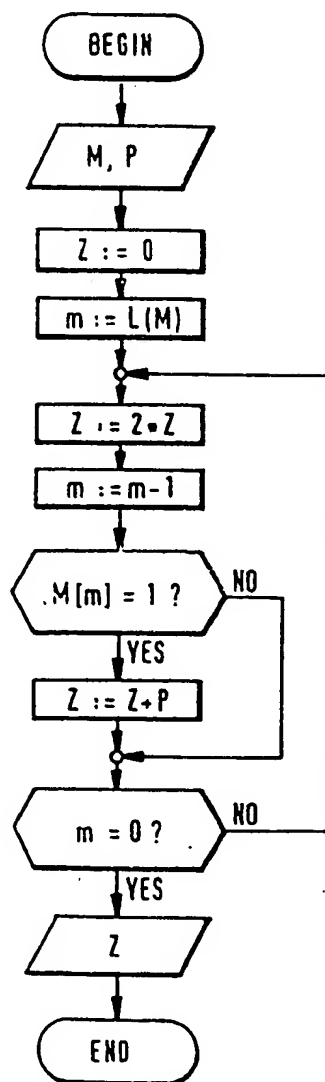 BEGIN
M, P
Z := 0
m := L(M)
Z := 2*Z
m := m-1
M[m] = 1 ?
NO
YES
Z := Z+P
m = 0 ?
NO
YES
Z
END